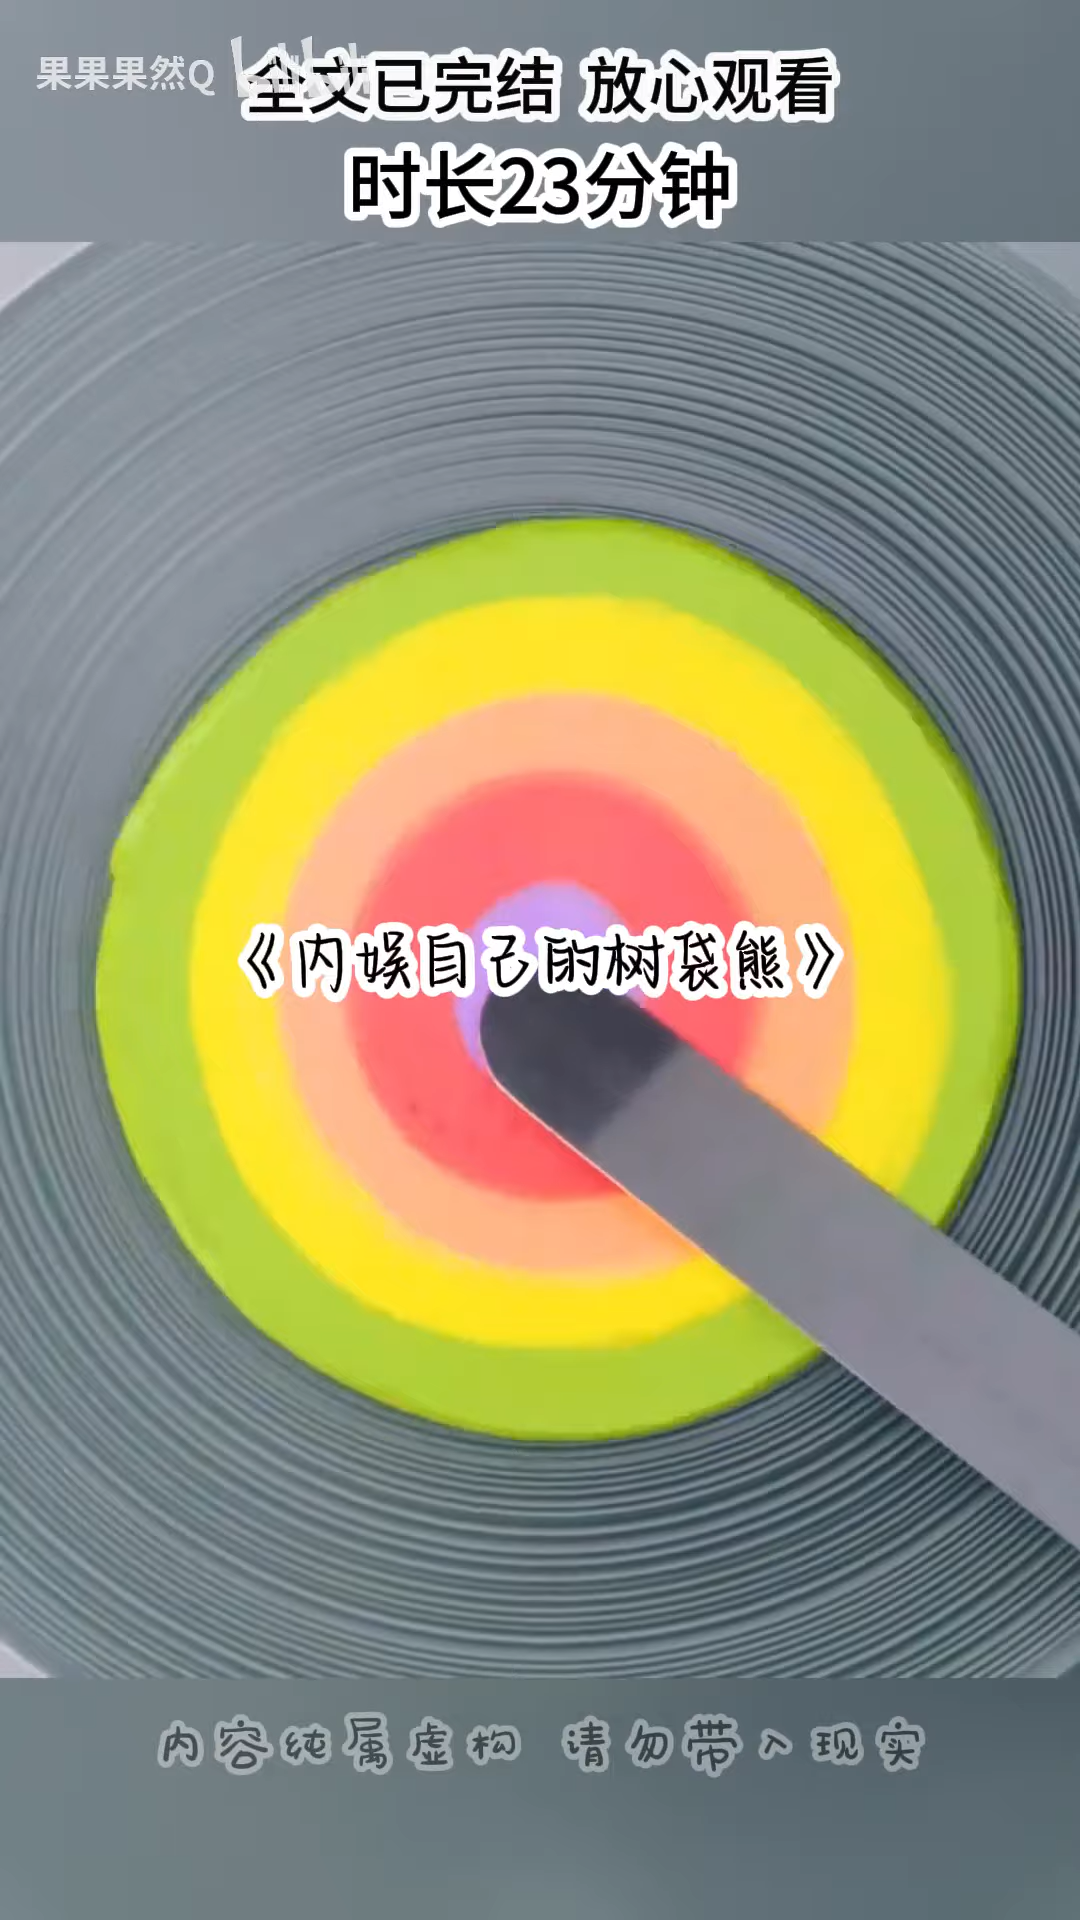 果果果然Q
全文已完结 放心观看
时长23分钟
《内娱自己的树袋熊》
内容纯属虚构 请勿带入现实